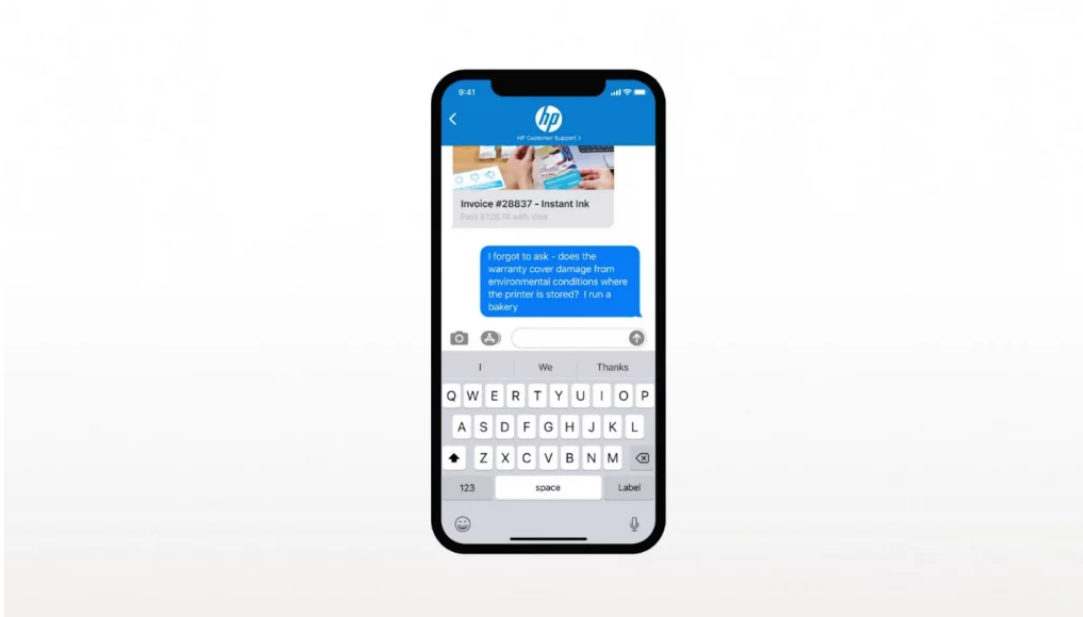 9:41
hp
HP Customer Support >
Invoice #28837 - Instant Ink
Paid $128.74 with Visa
I forgot to ask - does the
warranty cover damage from
environmental conditions where
the printer is stored? I run a
bakery
I We Thanks
Q W E R T Y U I O P
A S D F G H J K L
Z X C V B N M
123 space Label